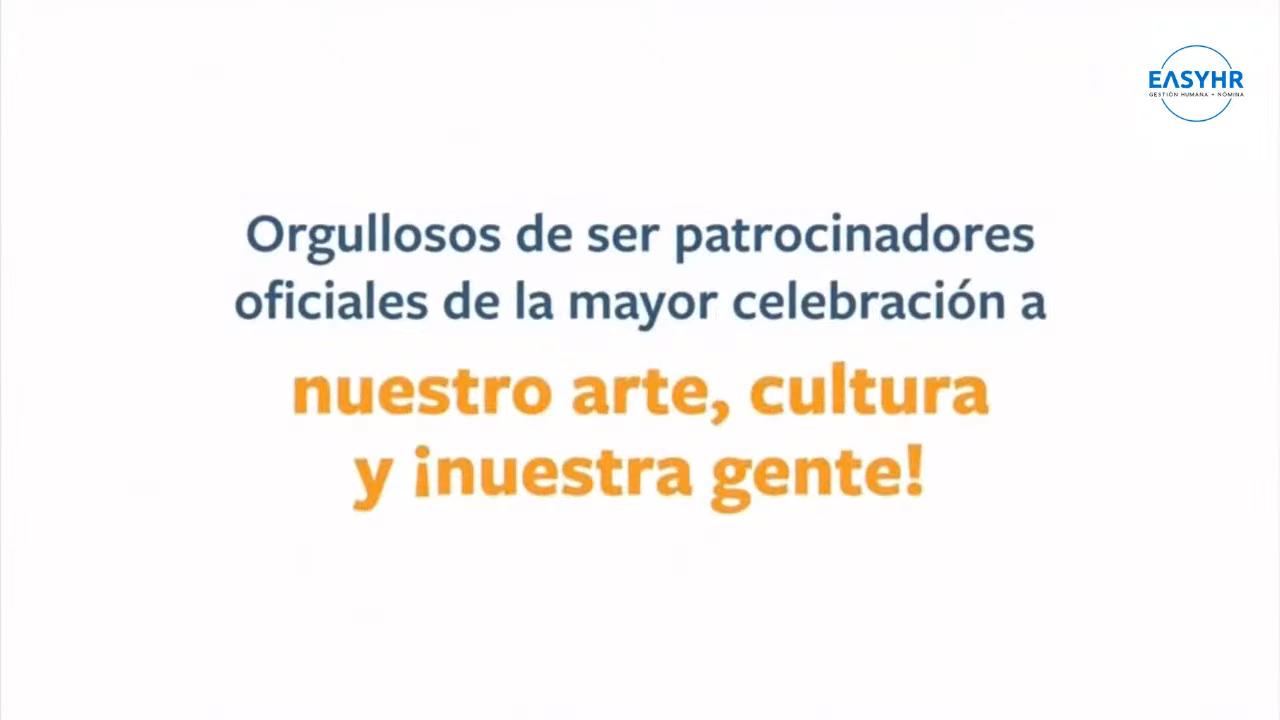 EASYHR
GESTIÓN HUMANA + NÓMINA
Orgullosos de ser patrocinadores
oficiales de la mayor celebración a
nuestro arte, cultura
y ¡nuestra gente!